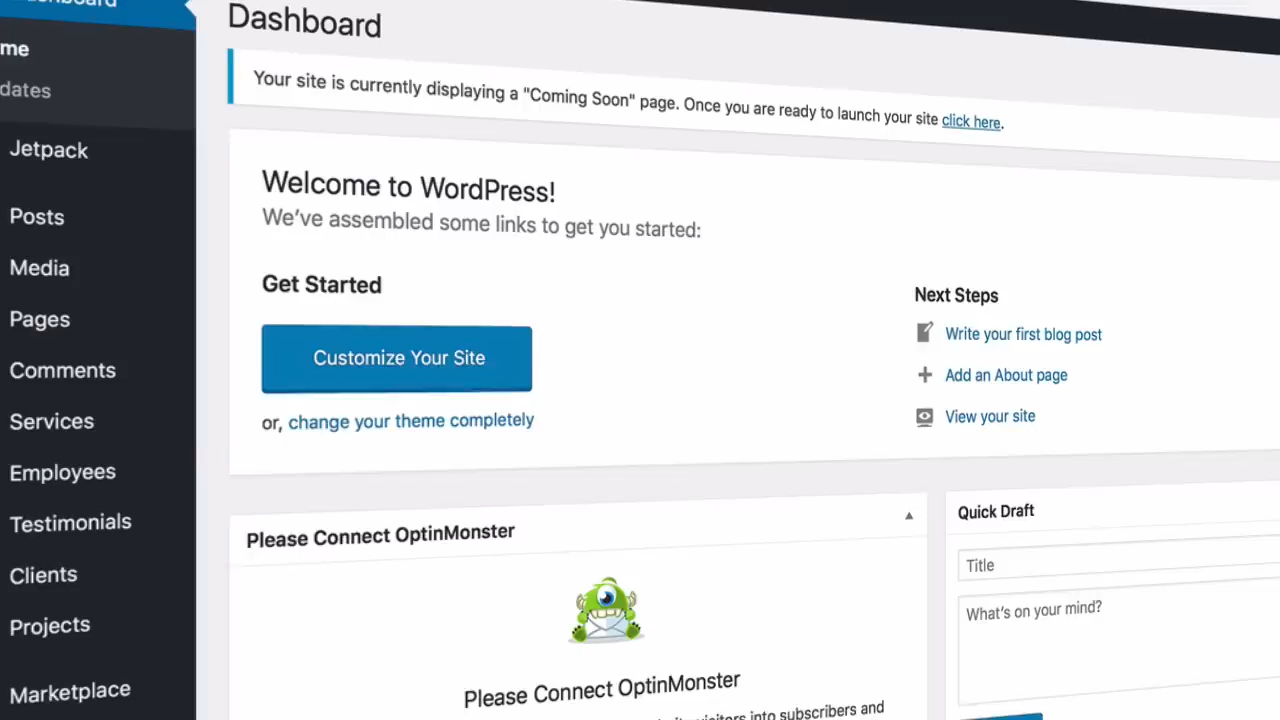 Dashboard
Your site is currently displaying a "Coming Soon" page. Once you are ready to launch your site click here.
Jetpack
Posts
Media
Pages
Comments
Services
Employees
Testimonials
Clients
Projects
Marketplace
Welcome to WordPress!
We've assembled some links to get you started:
Get Started
Customize Your Site
or, change your theme completely
Next Steps
Write your first blog post
Add an About page
View your site
Please Connect OptinMonster
Please Connect OptinMonster
visitors into subscribers and
Quick Draft
Title
What's on your mind?